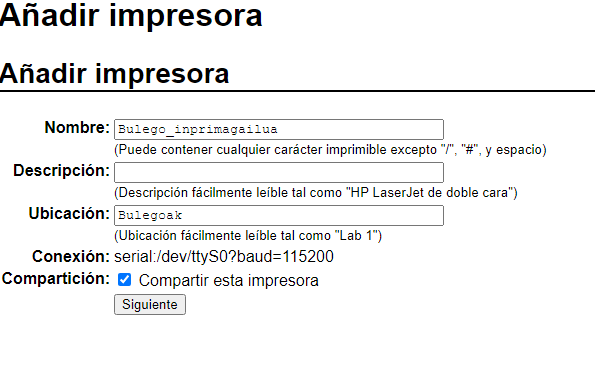 Añadir impresora
Añadir impresora
Nombre: Bulego_inprimagailua
(Puede contener cualquier carácter imprimible excepto "/", "#", y espacio)
Descripción:
(Descripción fácilmente leíble tal como "HP LaserJet de doble cara")
Ubicación: Bulegoak
(Ubicación fácilmente leíble tal como "Lab 1")
Conexión: serial:/dev/ttyS0?baud=115200
Compartición: Compartir esta impresora
Siguiente